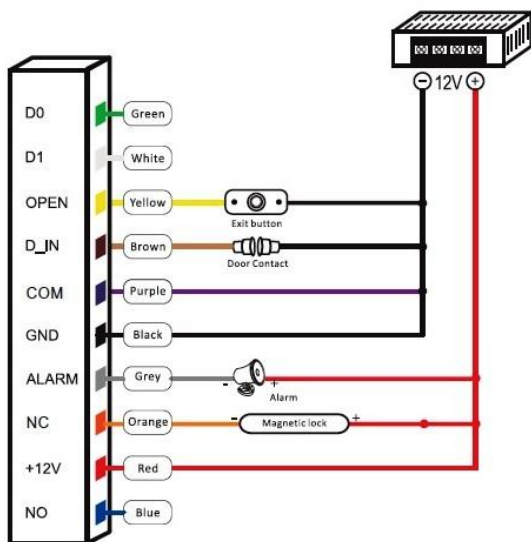 ⊖ 12V ⊕
D0 Green
D1 White
OPEN Yellow
Exit button
D_IN Brown
Door Contact
COM Purple
GND Black
ALARM Grey - + Alarm
NC Orange - Magnetic lock +
+12V Red
NO Blue